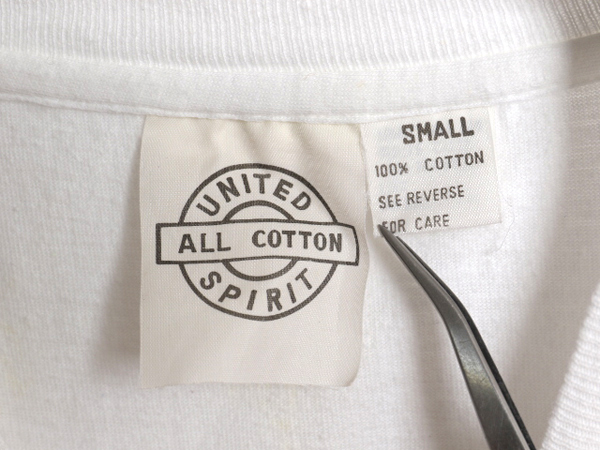 UNITED
ALL COTTON
SPIRIT
SMALL
100% COTTON
SEE REVERSE
FOR CARE